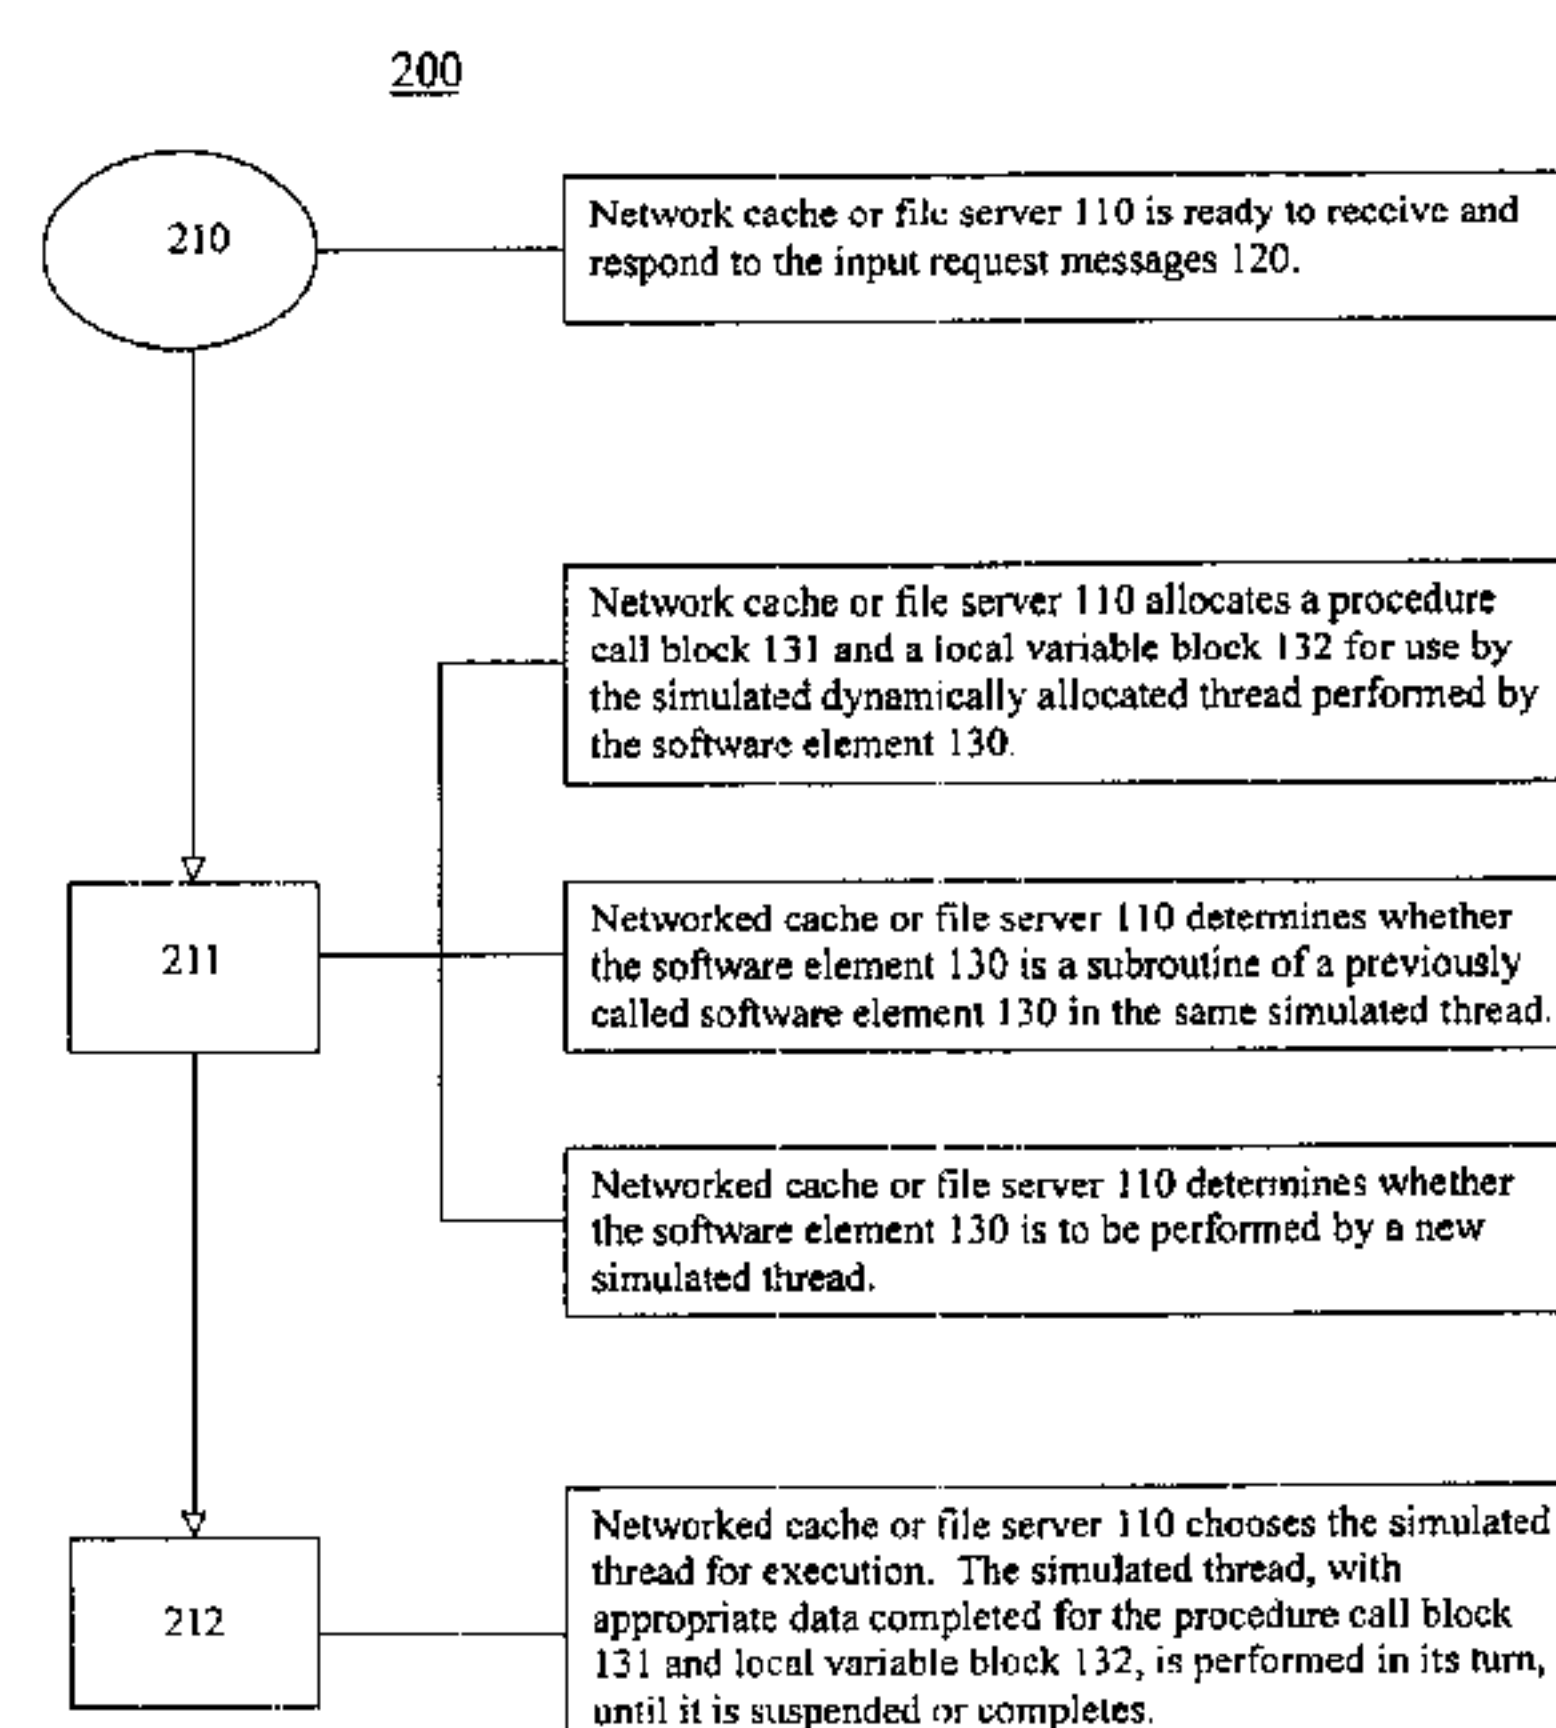 200
210
Network cache or file server 110 is ready to receive and
respond to the input request messages 120.
Network cache or file server 110 allocates a procedure
call block 131 and a local variable block 132 for use by
the simulated dynamically allocated thread performed by
the software element 130.
211
Networked cache or file server 110 determines whether
the software element 130 is a subroutine of a previously
called software element 130 in the same simulated thread.
Networked cache or file server 110 determines whether
the software element 130 is to be performed by a new
simulated thread.
212
Networked cache or file server 110 chooses the simulated
thread for execution. The simulated thread, with
appropriate data completed for the procedure call block
131 and local variable block 132, is performed in its turn,
until it is suspended or completes.